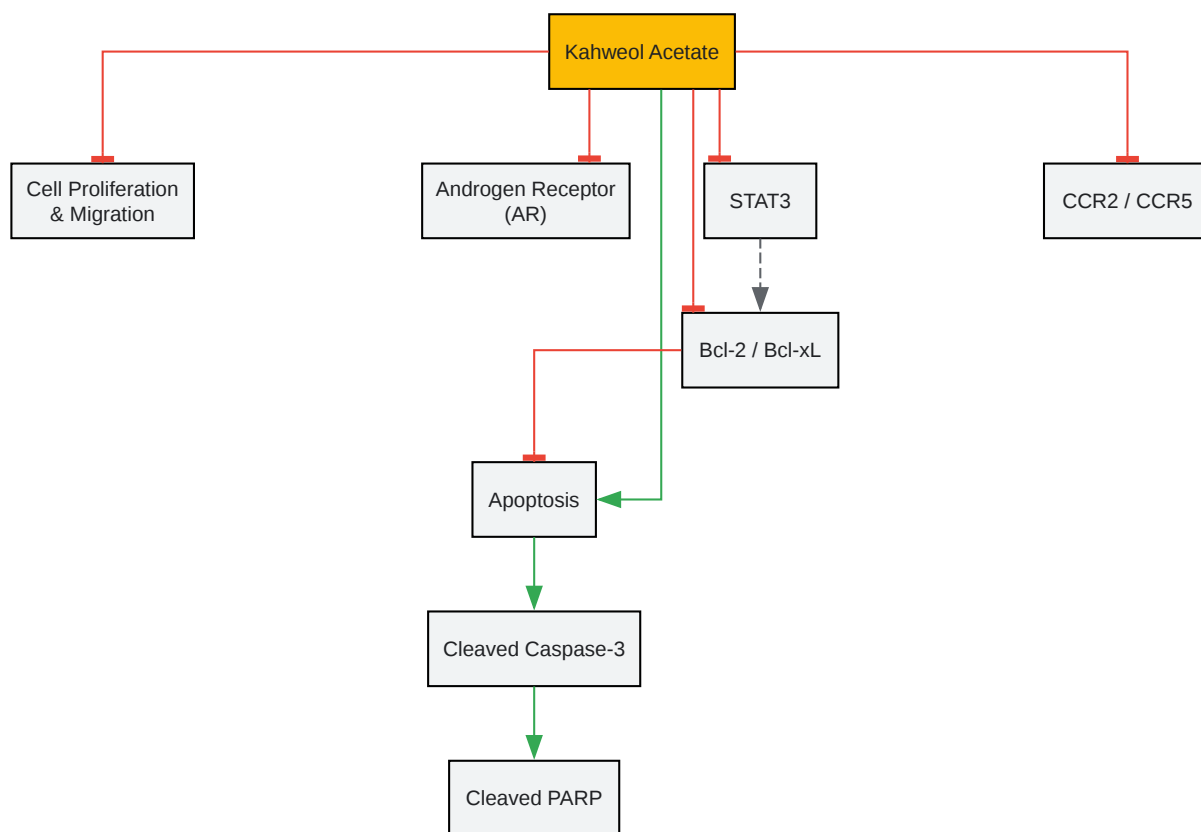 Kahweol Acetate
Cell Proliferation
& Migration
Androgen Receptor
(AR)
STAT3
CCR2 / CCR5
Bcl-2 / Bcl-xL
Apoptosis
Cleaved Caspase-3
Cleaved PARP